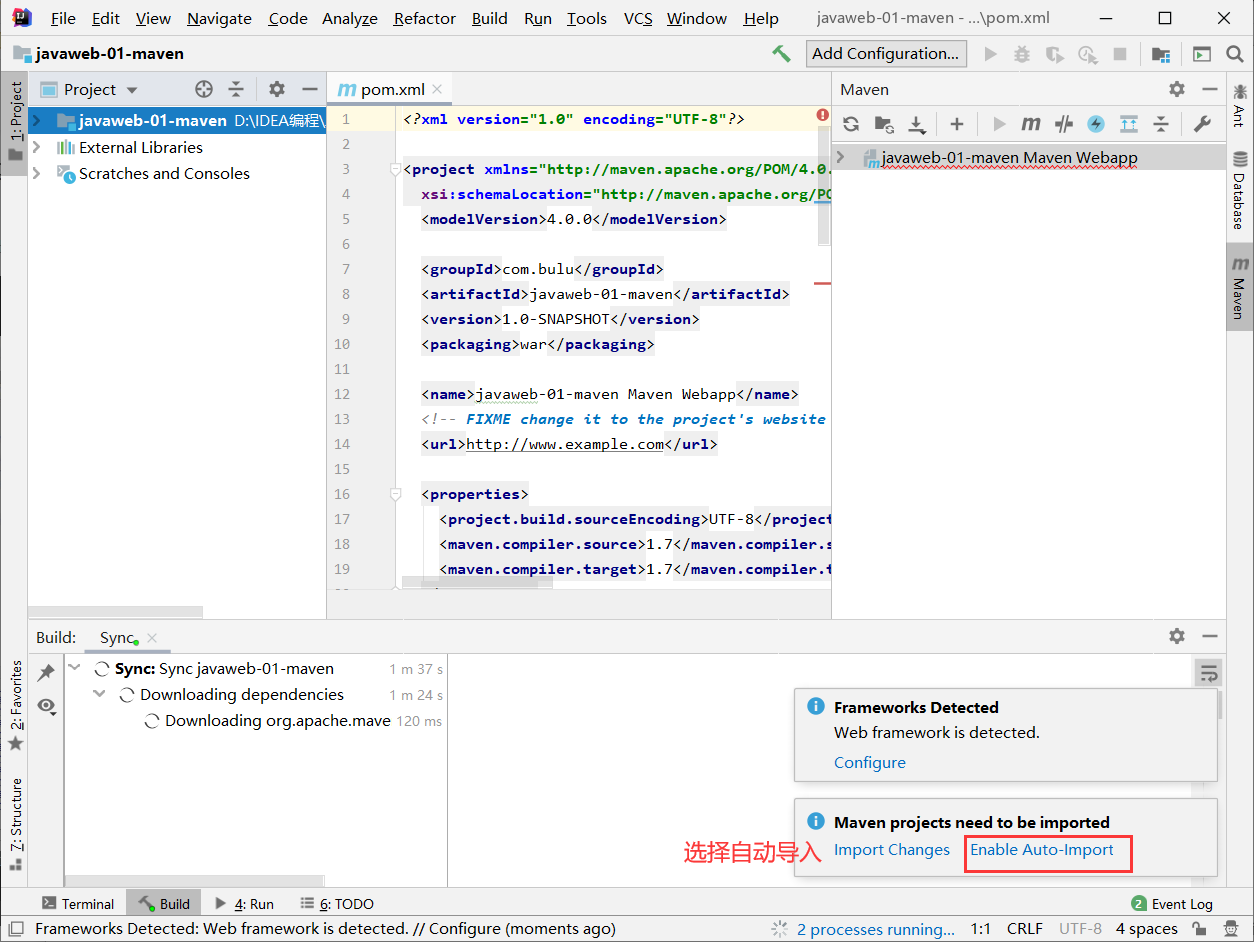 File Edit View Navigate Code Analyze Refactor Build Run Tools VCS Window Help javaweb-01-maven - ...\pom.xml
javaweb-01-maven
Add Configuration...
1: Project
Project
javaweb-01-maven D:\IDEA编程\
External Libraries
Scratches and Consoles
pom.xml
1 <?xml version="1.0" encoding="UTF-8"?>
2
3 <project xmlns="http://maven.apache.org/POM/4.0.
4 xsi:schemaLocation="http://maven.apache.org/PO
5 <modelVersion>4.0.0</modelVersion>
6
7 <groupId>com.bulu</groupId>
8 <artifactId>javaweb-01-maven</artifactId>
9 <version>1.0-SNAPSHOT</version>
10 <packaging>war</packaging>
11
12 <name>javaweb-01-maven Maven Webapp</name>
13 <!-- FIXME change it to the project's website
14 <url>http://www.example.com</url>
15
16 <properties>
17 <project.build.sourceEncoding>UTF-8</project
18 <maven.compiler.source>1.7</maven.compiler.s
19 <maven.compiler.target>1.7</maven.compiler.t
Maven
m
javaweb-01-maven Maven Webapp
Ant
Database
Maven
Build: Sync
Sync: Sync javaweb-01-maven 1 m 37 s
Downloading dependencies 1 m 24 s
Downloading org.apache.mave 120 ms
2: Favorites
7: Structure
Frameworks Detected
Web framework is detected.
Configure
Maven projects need to be imported
选择自动导入 Import Changes Enable Auto-Import
Terminal Build 4: Run 6: TODO 2 Event Log
Frameworks Detected: Web framework is detected. // Configure (moments ago) 2 processes running... 1:1 CRLF UTF-8 4 spaces